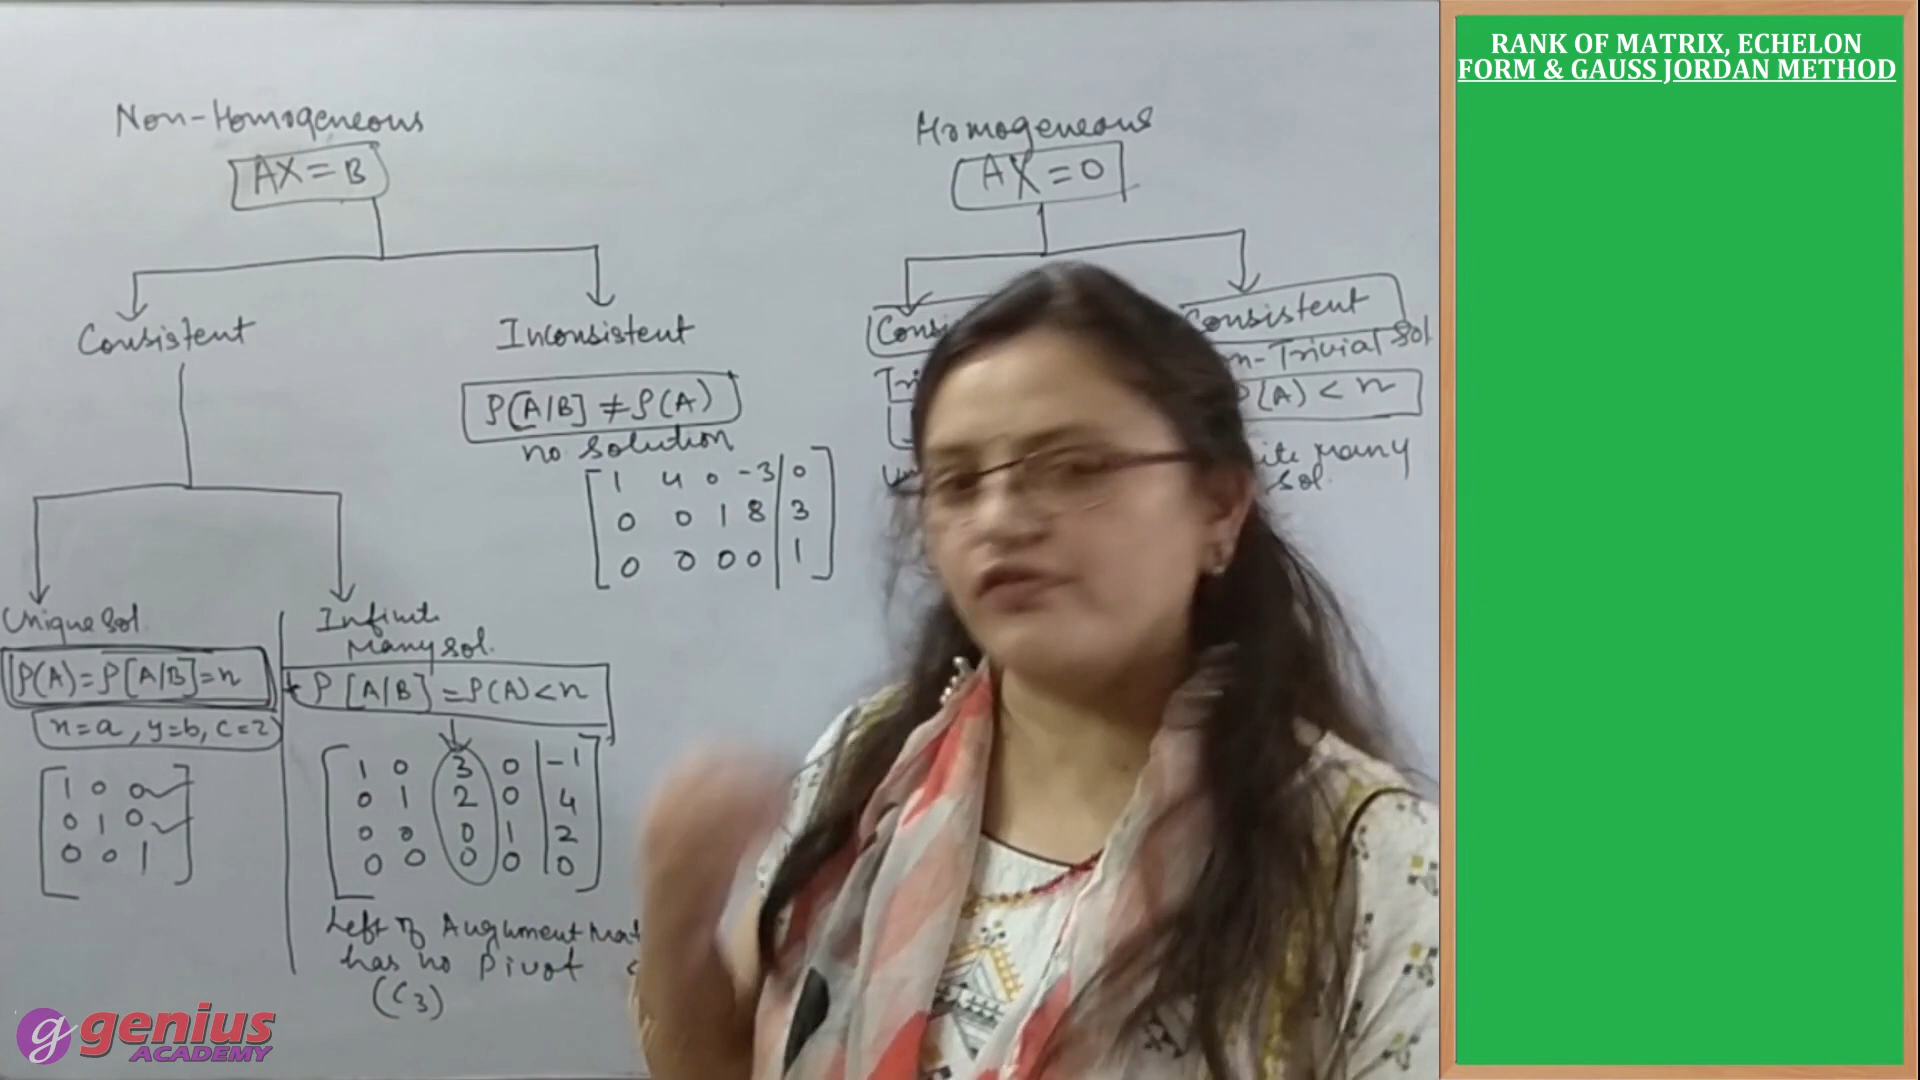 RANK OF MATRIX, ECHELON
FORM & GAUSS JORDAN METHOD
Non-Homogeneous
AX = B
Consistent
Inconsistent
ρ[A|B] ≠ ρ(A)
no solution
1 4 0 -3 | 0
0 0 1 8 | 3
0 0 0 0 | 1
Unique Sol.
ρ(A) = ρ[A|B] = n
x = a, y = b, c = z
1 0 0
0 1 0
0 0 1
Infinite
Many sol.
ρ[A|B] = ρ(A) < n
1 0 3 0 | -1
0 1 2 0 | 4
0 0 0 1 | 2
0 0 0 0 | 0
Left of Augument Mat
has no Pivot
(C3)
Homogeneous
AX = 0
Consistent
n-Trivial Sol
(A) < n
ite Many
Sol.
genius
ACADEMY